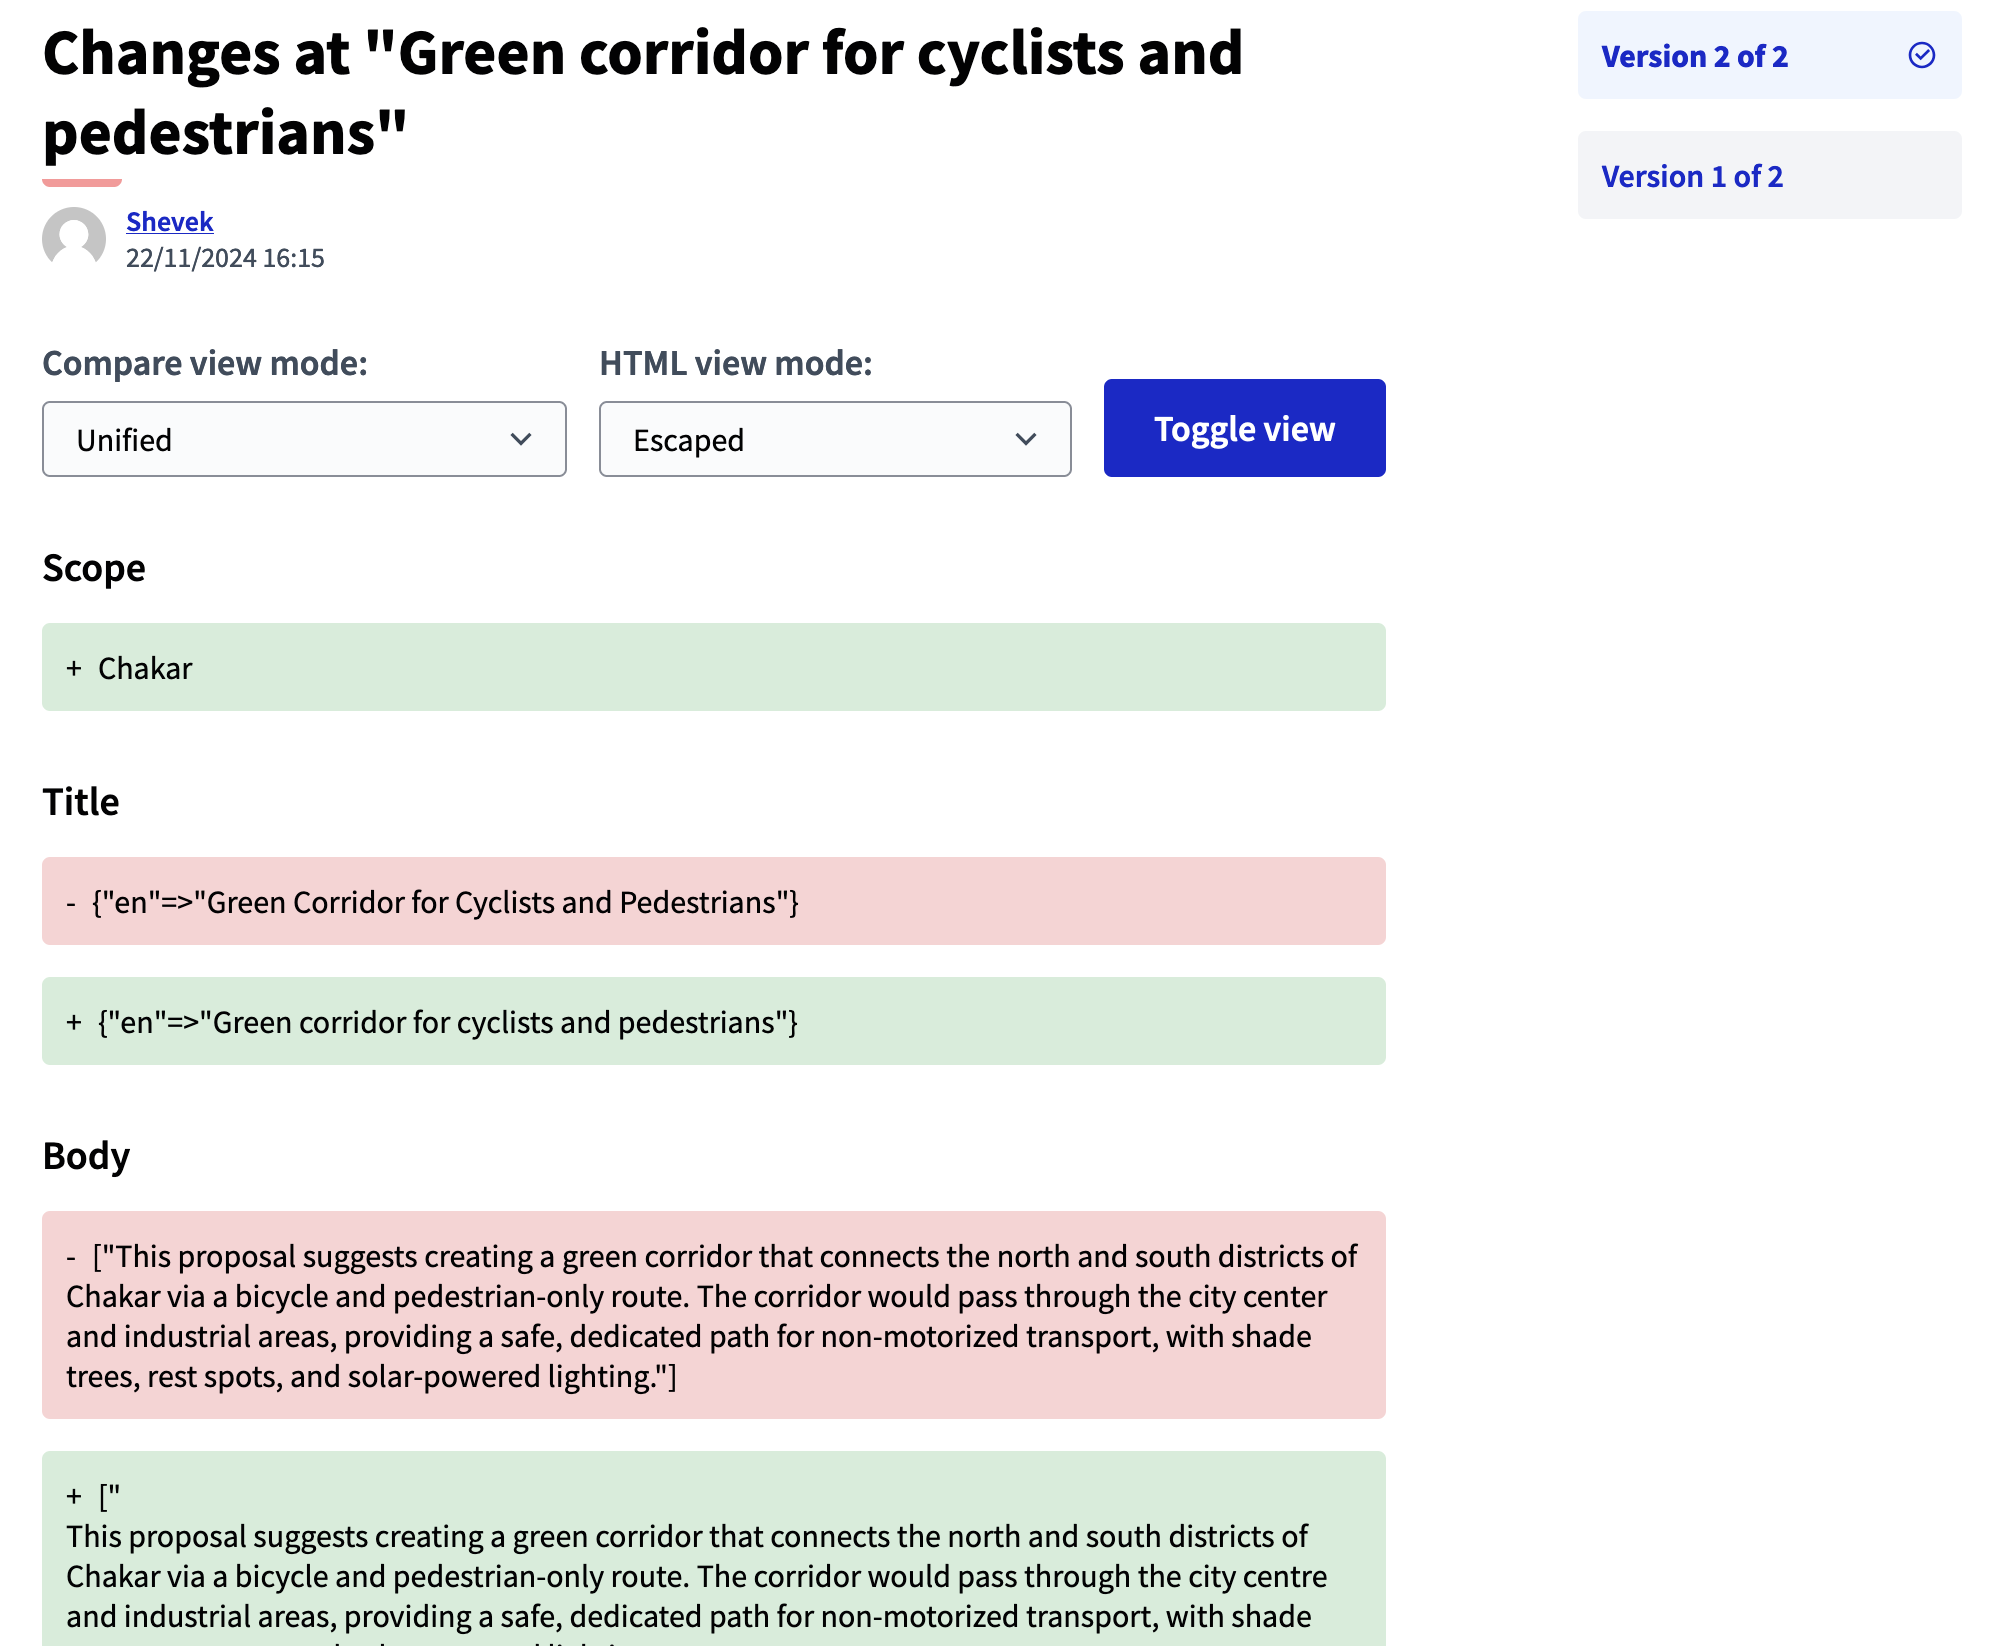 Changes at "Green corridor for cyclists and
pedestrians"
Shevek
22/11/2024 16:15
Version 2 of 2
Version 1 of 2
Compare view mode:
Unified
HTML view mode:
Escaped
Toggle view
Scope
+ Chakar
Title
- {"en"=>"Green Corridor for Cyclists and Pedestrians"}
+ {"en"=>"Green corridor for cyclists and pedestrians"}
Body
- ["This proposal suggests creating a green corridor that connects the north and south districts of
Chakar via a bicycle and pedestrian-only route. The corridor would pass through the city center
and industrial areas, providing a safe, dedicated path for non-motorized transport, with shade
trees, rest spots, and solar-powered lighting."]
+ ["
This proposal suggests creating a green corridor that connects the north and south districts of
Chakar via a bicycle and pedestrian-only route. The corridor would pass through the city centre
and industrial areas, providing a safe, dedicated path for non-motorized transport, with shade